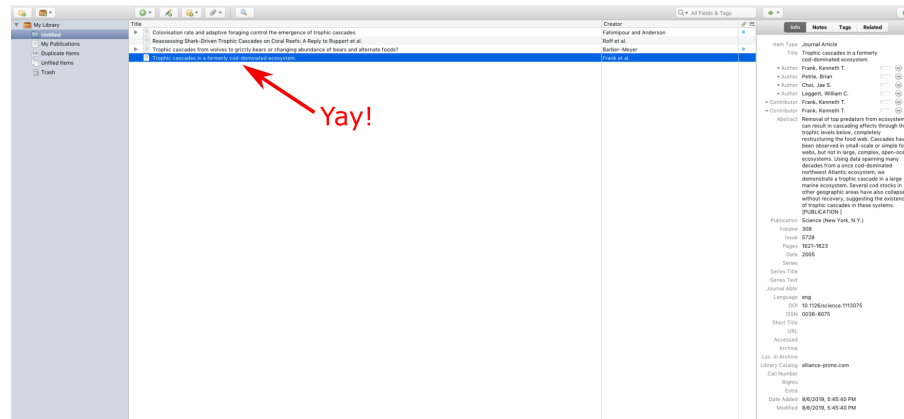 All Fields & Tags
My Library
Untitled
My Publications
Duplicate Items
Unfiled Items
Trash
Title
Creator
Colonisation rate and adaptive foraging control the emergence of trophic cascades
Fahimipour and Anderson
Reassessing Shark-Driven Trophic Cascades on Coral Reefs: A Reply to Ruppert et al.
Roff et al.
Trophic cascades from wolves to grizzly bears or changing abundance of bears and alternate foods?
Barber-Meyer
Trophic cascades in a formerly cod-dominated ecosystem.
Frank et al.
Yay!
Info Notes Tags Related
Item Type Journal Article
Title Trophic cascades in a formerly
cod-dominated ecosystem.
Author Frank, Kenneth T.
Author Petrie, Brian
Author Choi, Jae S.
Author Leggett, William C.
Contributor Frank, Kenneth T.
Contributor Frank, Kenneth T.
Abstract Removal of top predators from ecosystem
can result in cascading effects through th
trophic levels below, completely
restructuring the food web. Cascades hav
been observed in small-scale or simple fo
webs, but not in large, complex, open-oce
ecosystems. Using data spanning many
decades from a once cod-dominated
northwest Atlantic ecosystem, we
demonstrate a trophic cascade in a large
marine ecosystem. Several cod stocks in
other geographic areas have also collapse
without recovery, suggesting the existenc
of trophic cascades in these systems.
[PUBLICATION ]
Publication Science (New York, N.Y.)
Volume 308
Issue 5728
Pages 1621-1623
Date 2005
Series
Series Title
Series Text
Journal Abbr
Language eng
DOI 10.1126/science.1113075
ISSN 0036-8075
Short Title
URL
Accessed
Archive
Loc. in Archive
Library Catalog alliance-primo.com
Call Number
Rights
Extra
Date Added 8/6/2019, 5:45:40 PM
Modified 8/6/2019, 5:45:40 PM